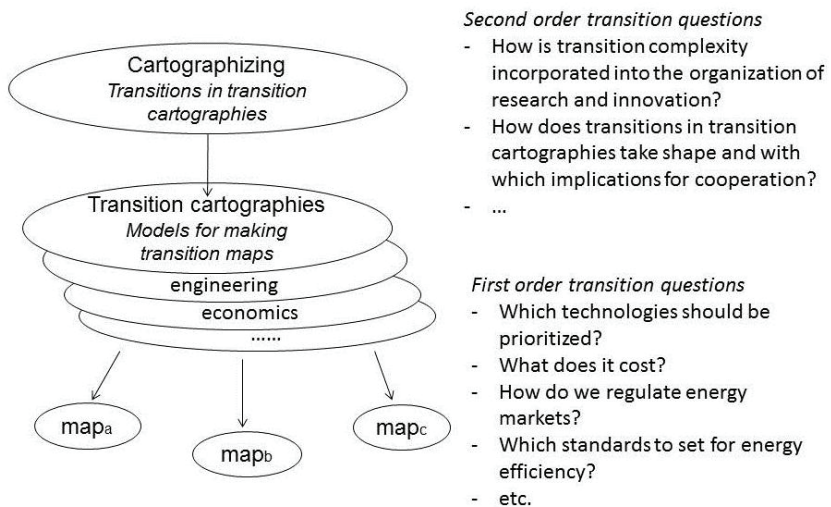 Cartographizing
Transitions in transition
cartographies
Transition cartographies
Models for making
transition maps
engineering
economics
......
mapa
mapb
mapc
Second order transition questions
- How is transition complexity
incorporated into the organization of
research and innovation?
- How does transitions in transition
cartographies take shape and with
which implications for cooperation?
- ...
First order transition questions
- Which technologies should be
prioritized?
- What does it cost?
- How do we regulate energy
markets?
- Which standards to set for energy
efficiency?
- etc.